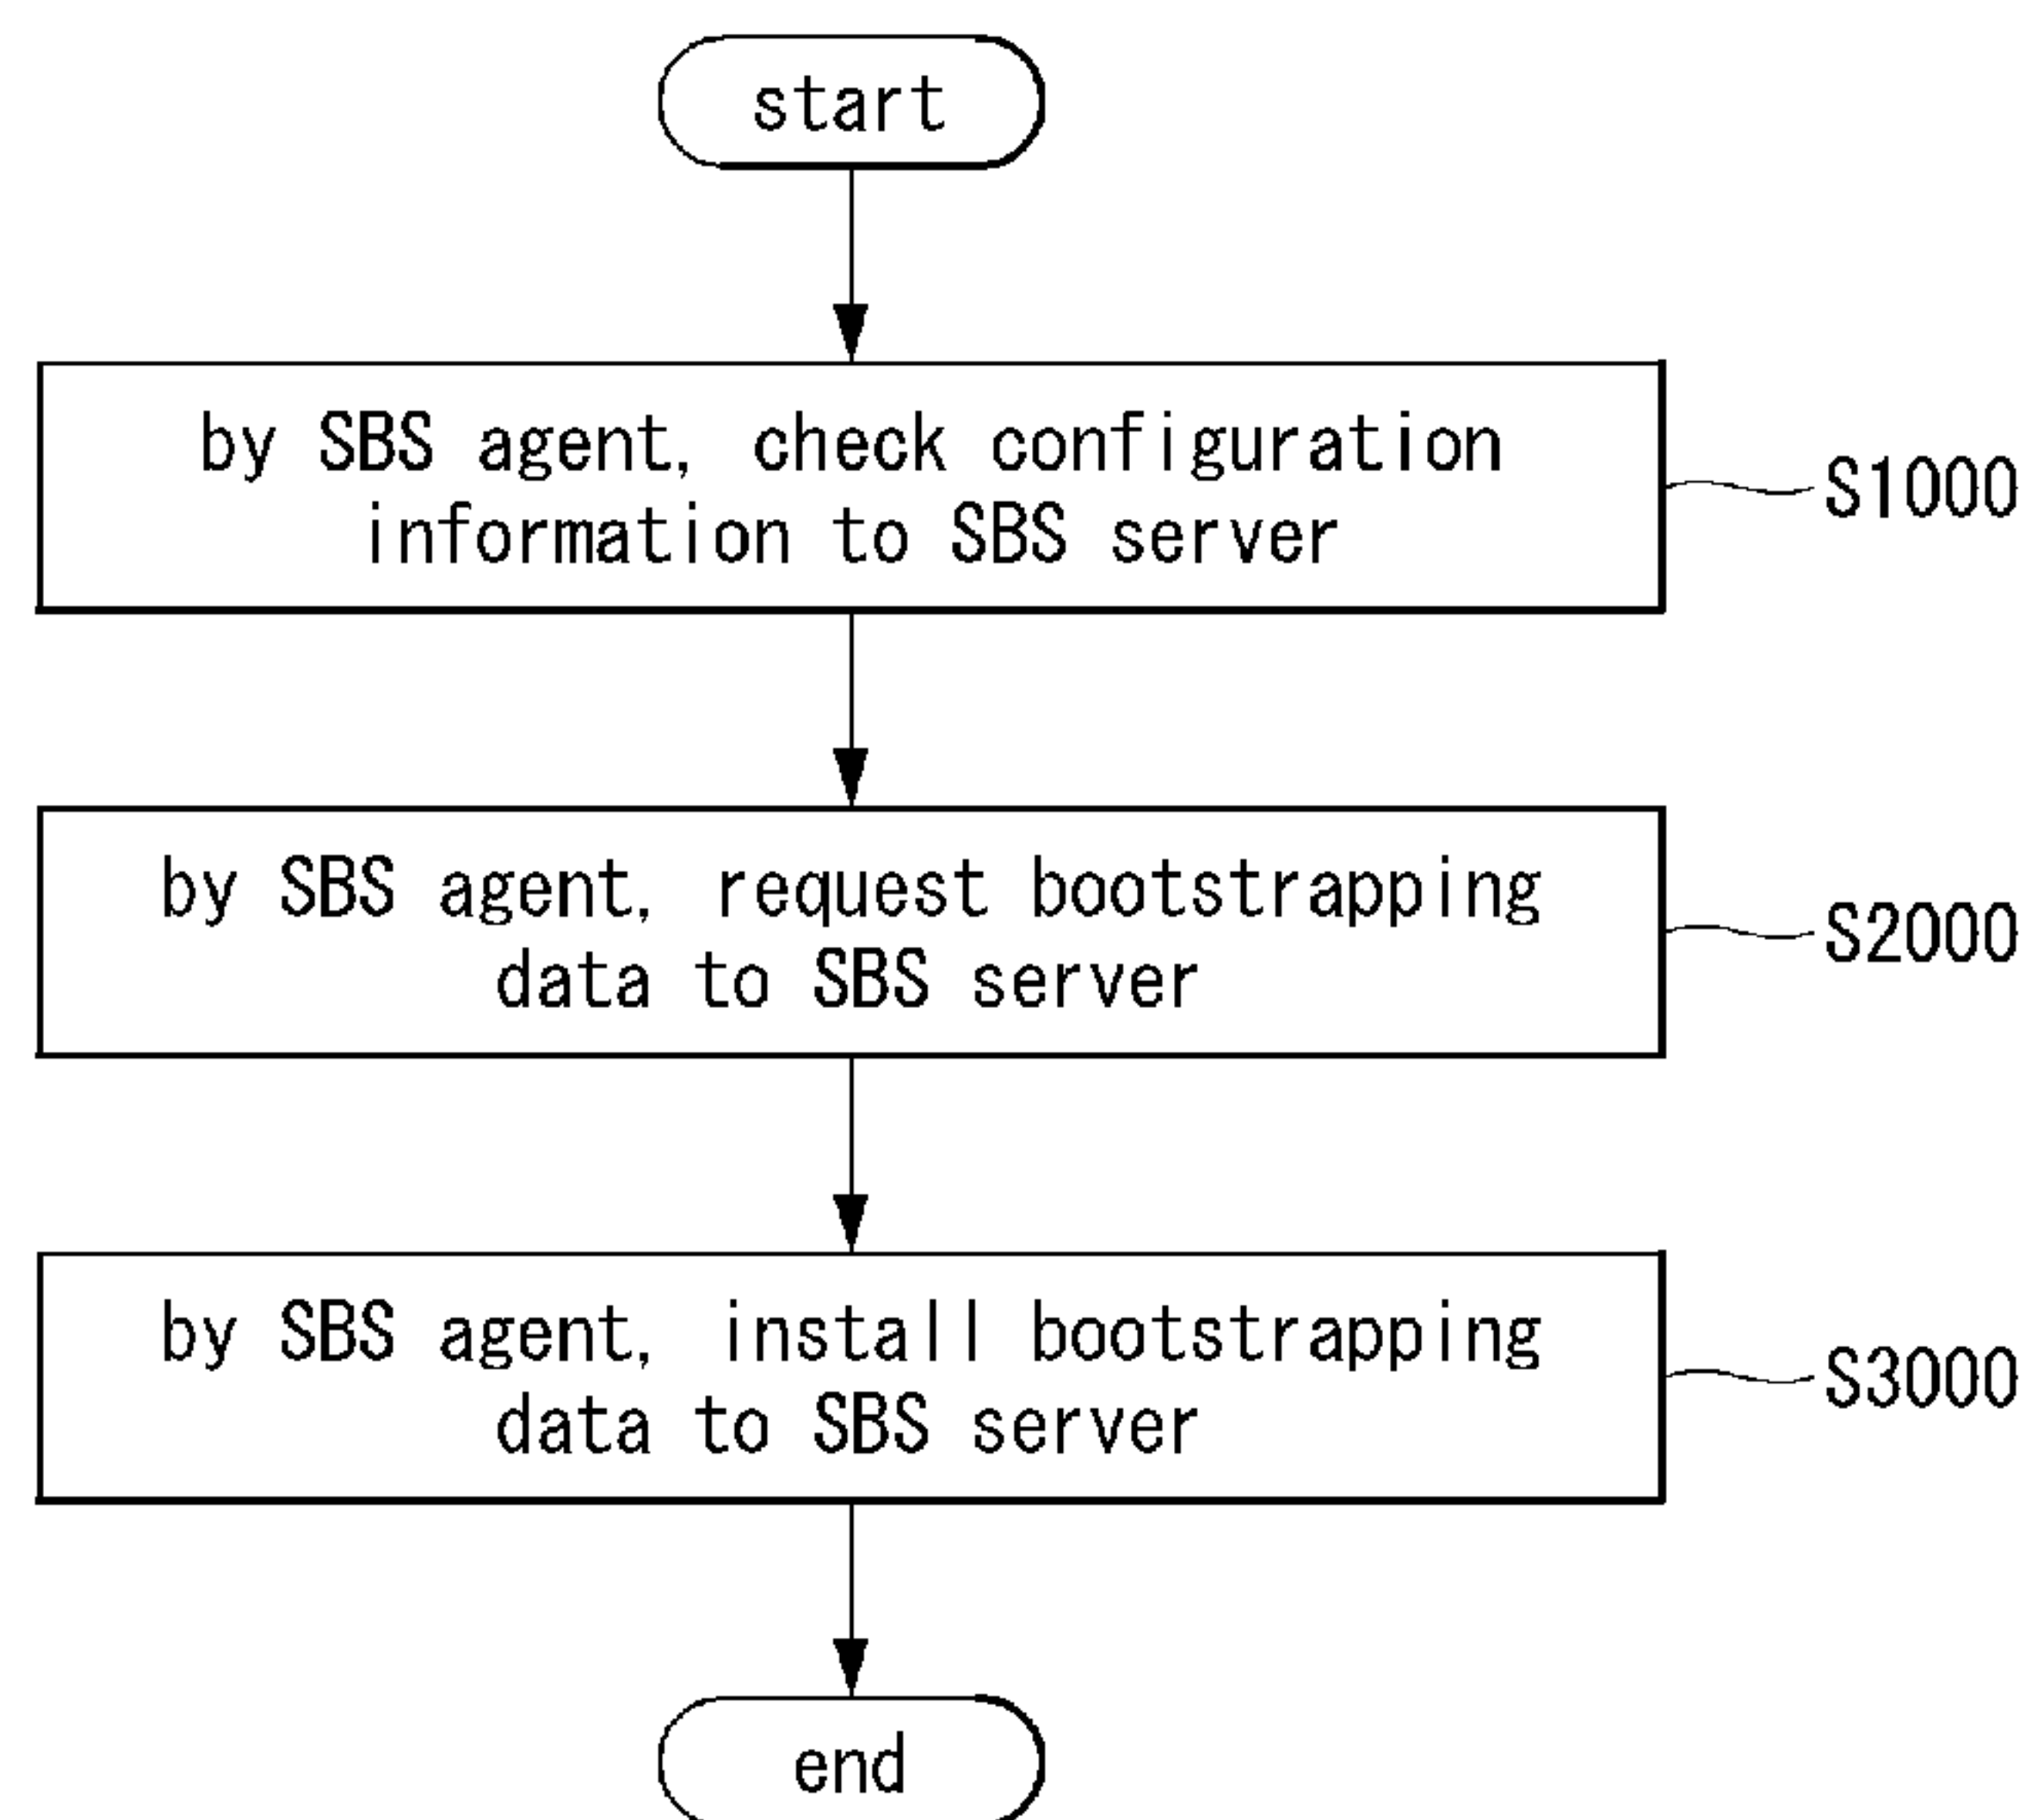 start
by SBS agent, check configuration
information to SBS server
S1000
by SBS agent, request bootstrapping
data to SBS server
S2000
by SBS agent, install bootstrapping
data to SBS server
S3000
end